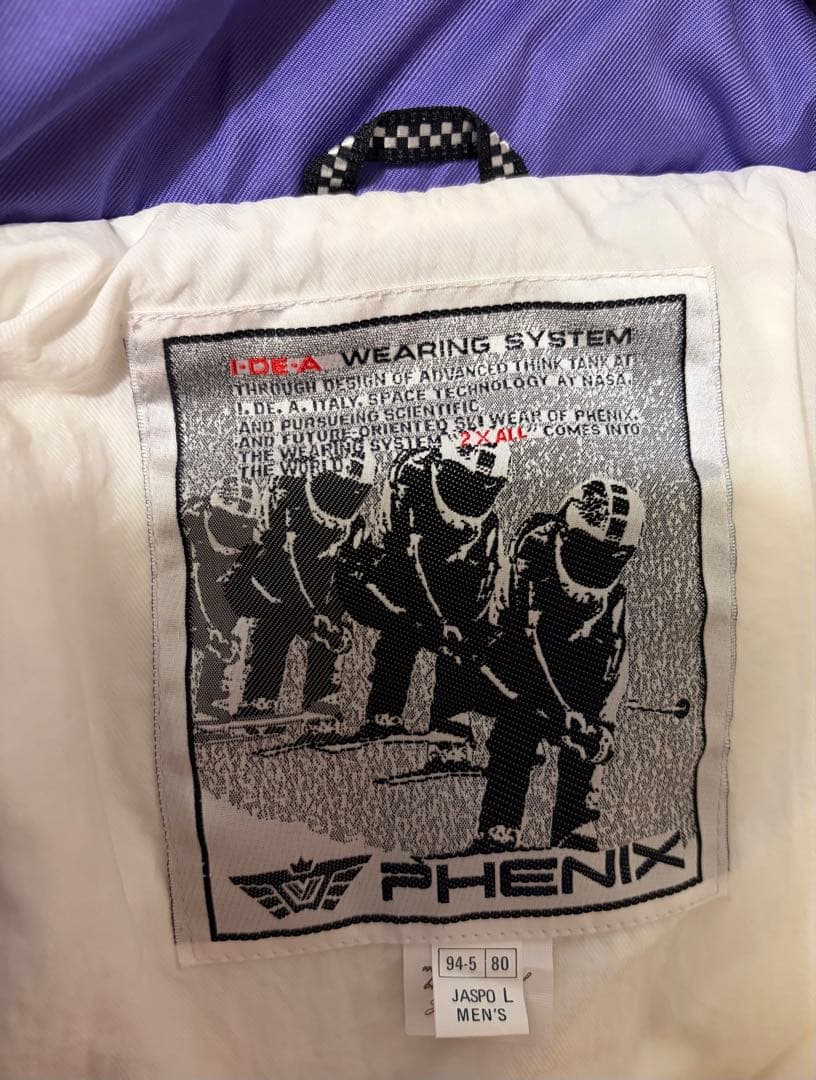 I·DE·A WEARING SYSTEM
THROUGH DESIGN OF ADVANCED THINK TANK AT
I. DE. A. ITALY, SPACE TECHNOLOGY AT NASA,
AND PURSUEING SCIENTIFIC
AND FUTURE-ORIENTED SKI WEAR OF PHENIX,
THE WEARING SYSTEM "2 X ALL" COMES INTO
THE WORLD.
PHENIX
94-5 80
JASPO L
MEN'S